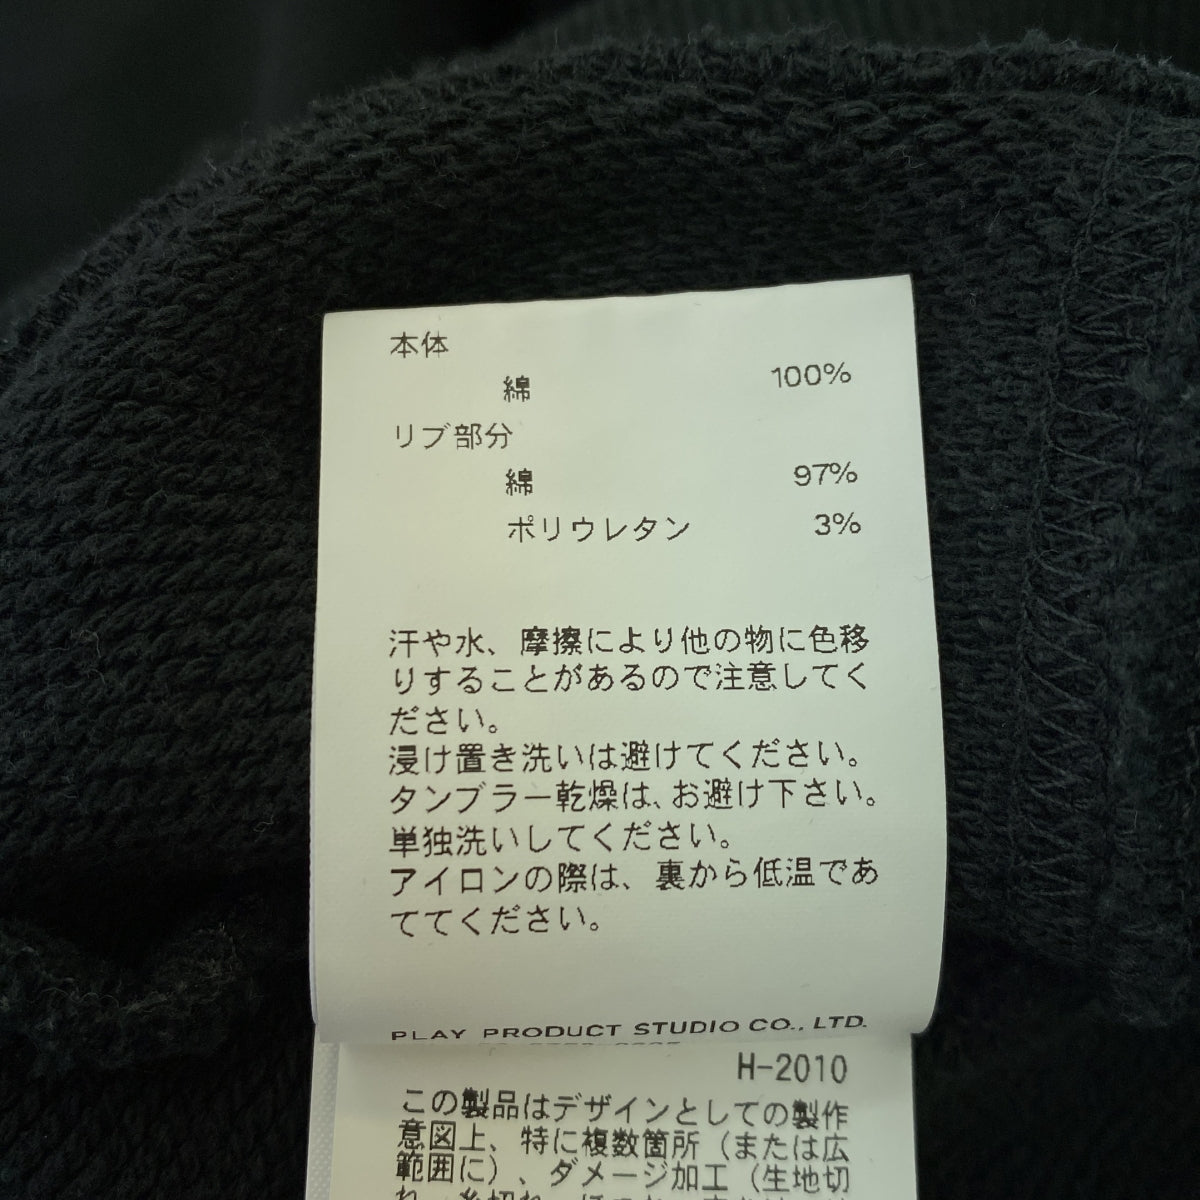 本体
綿 100%
リブ部分
綿 97%
ポリウレタン 3%
汗や水、摩擦により他の物に色移
りすることがあるので注意してく
ださい。
浸け置き洗いは避けてください。
タンブラー乾燥は、お避け下さい。
単独洗いしてください。
アイロンの際は、裏から低温であ
ててください。
PLAY PRODUCT STUDIO CO., LTD.
H-2010
この製品はデザインとしての製作
意図上、特に複数箇所（または広
範囲に）、ダメージ加工（生地切